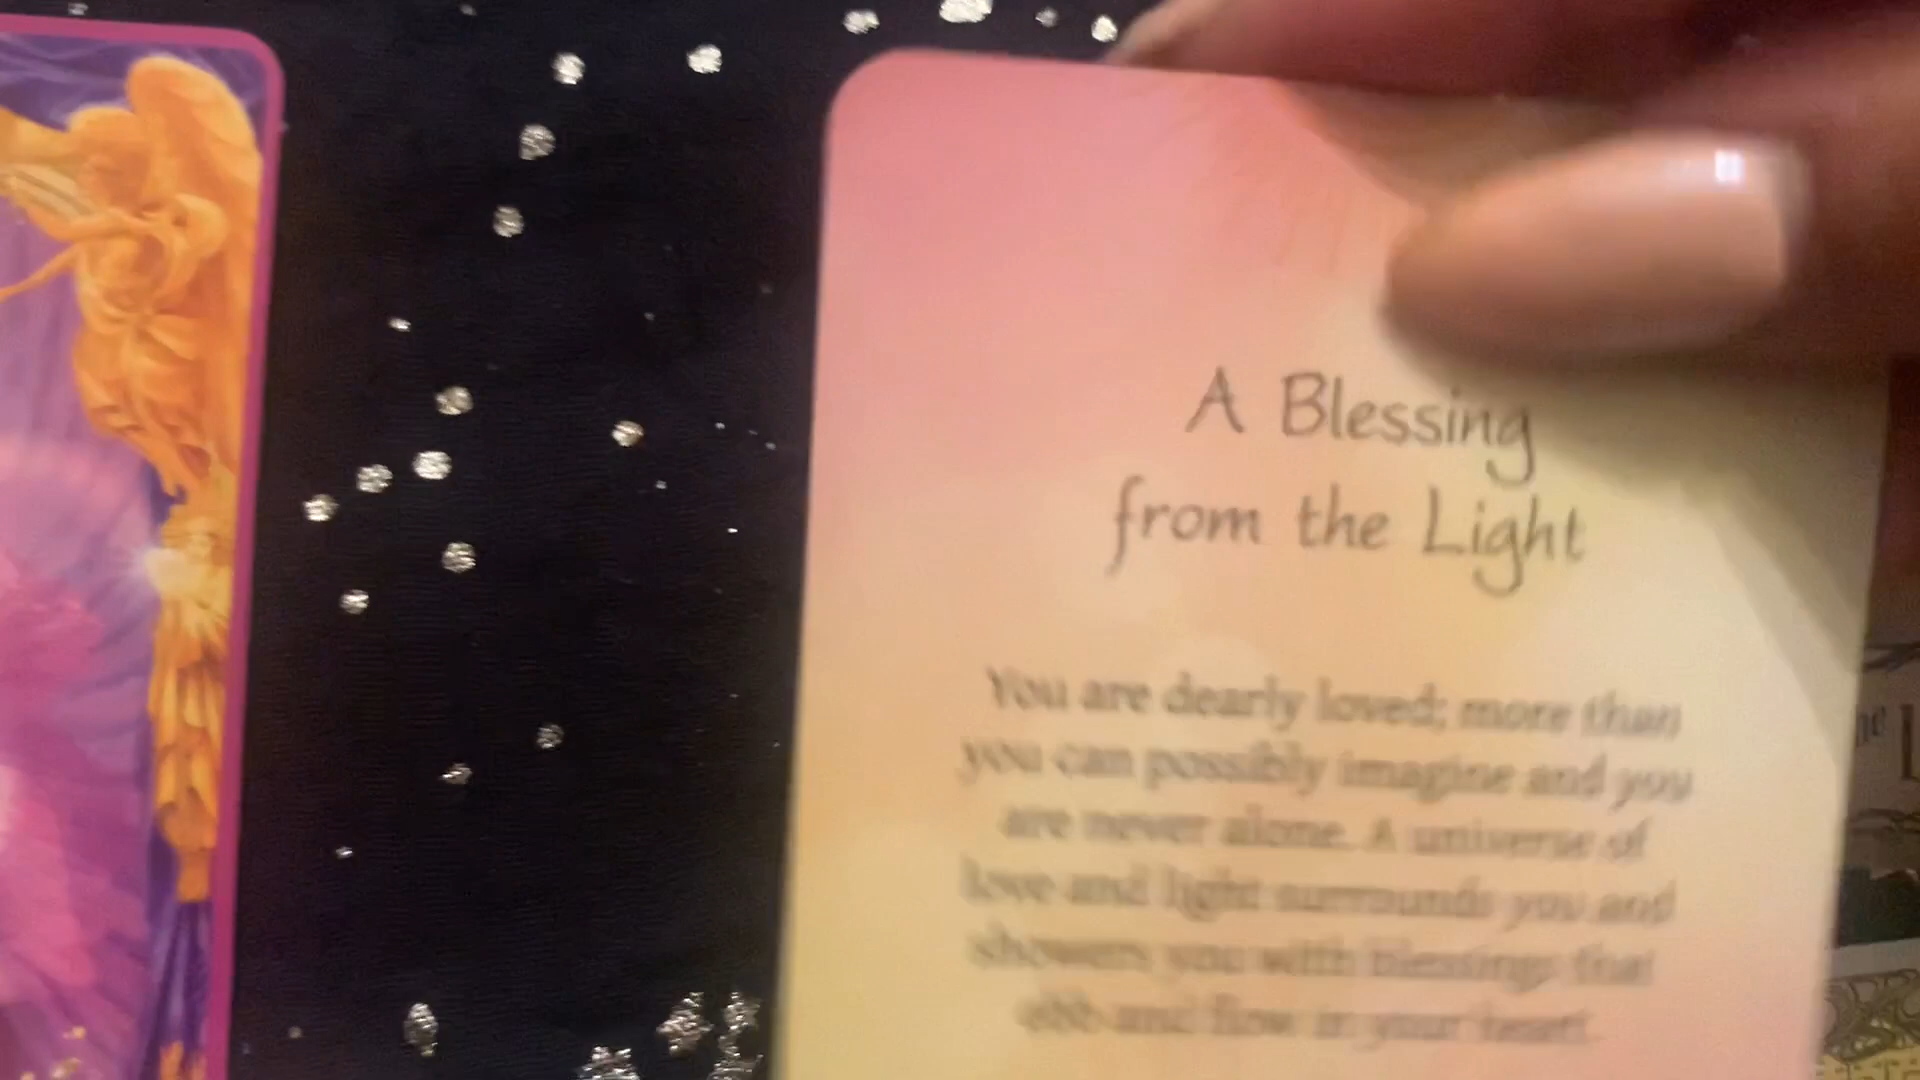 A Blessing
from the Light
You are dearly loved; more than
you can possibly imagine and you
are never alone. A universe of
love and light surrounds you and
showers you with blessings that
ebb and flow in your heart.